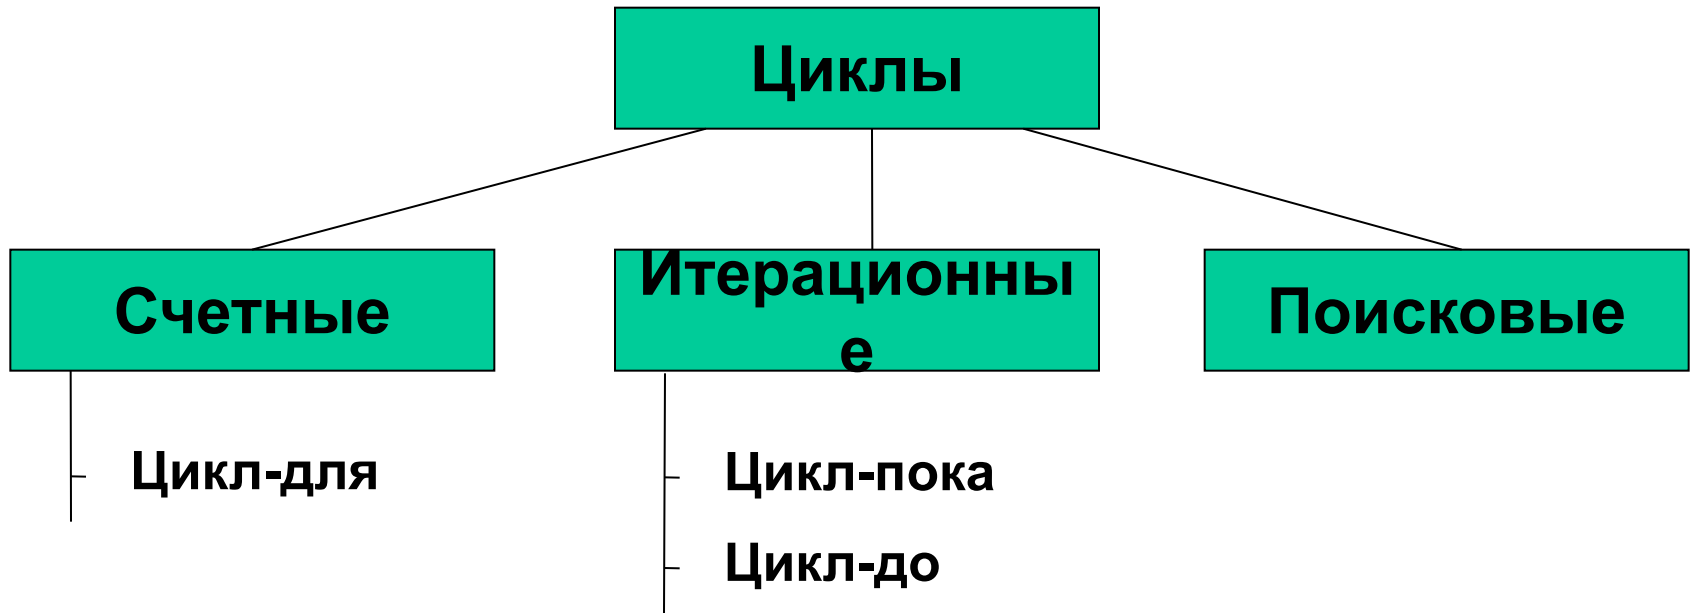 Циклы
Счетные
Итерационны
е
Поисковые
Цикл-для
Цикл-пока
Цикл-до